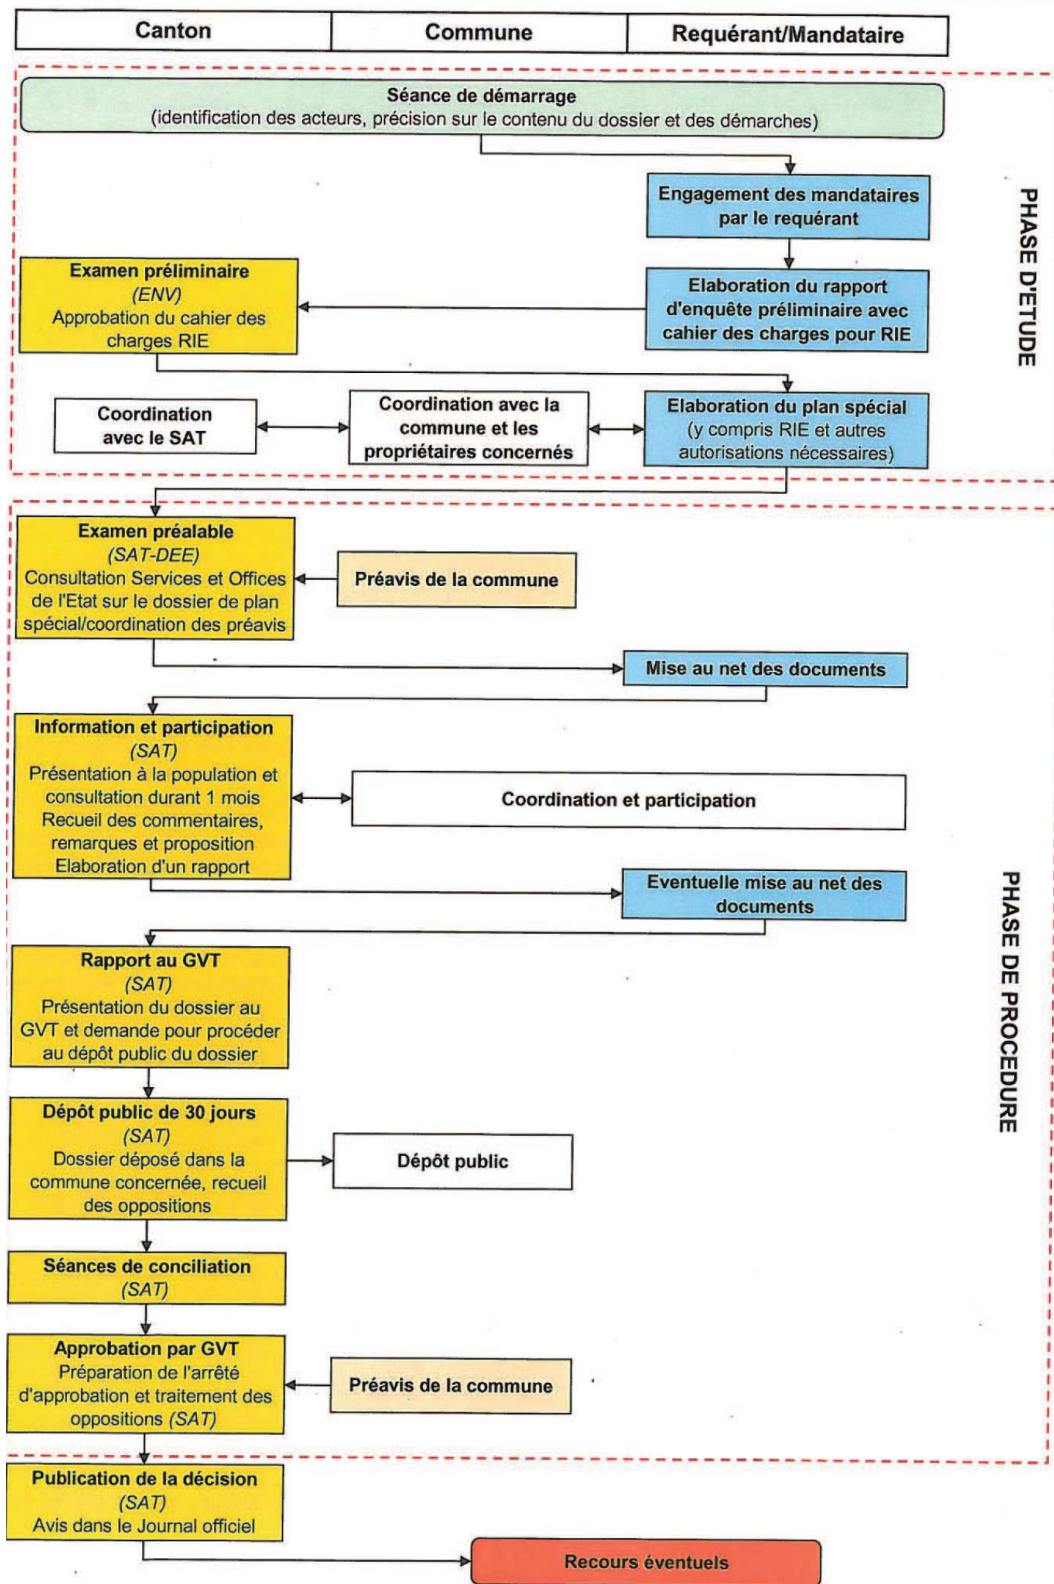 Canton
Commune
Requérant/Mandataire
Séance de démarrage
(identification des acteurs, précision sur le contenu du dossier et des démarches)
Engagement des mandataires
par le requérant
Examen préliminaire
(ENV)
Approbation du cahier des
charges RIE
Elaboration du rapport
d'enquête préliminaire avec
cahier des charges pour RIE
Coordination
avec le SAT
Coordination avec la
commune et les
propriétaires concernés
Elaboration du plan spécial
(y compris RIE et autres
autorisations nécessaires)
PHASE D'ETUDE
Examen préalable
(SAT-DEE)
Consultation Services et Offices
de l'Etat sur le dossier de plan
spécial/coordination des préavis
Préavis de la commune
Mise au net des documents
Information et participation
(SAT)
Présentation à la population et
consultation durant 1 mois
Recueil des commentaires,
remarques et proposition
Elaboration d'un rapport
Coordination et participation
Eventuelle mise au net des
documents
Rapport au GVT
(SAT)
Présentation du dossier au
GVT et demande pour procéder
au dépôt public du dossier
Dépôt public de 30 jours
(SAT)
Dossier déposé dans la
commune concernée, recueil
des oppositions
Dépôt public
Séances de conciliation
(SAT)
Approbation par GVT
Préparation de l'arrêté
d'approbation et traitement des
oppositions (SAT)
Préavis de la commune
PHASE DE PROCEDURE
Publication de la décision
(SAT)
Avis dans le Journal officiel
Recours éventuels